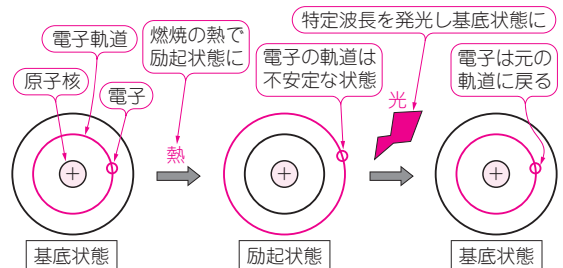 電子軌道
原子核
電子
燃焼の熱で
励起状態に
熱
電子の軌道は
不安定な状態
特定波長を発光し基底状態に
光
電子は元の
軌道に戻る
+
+
+
基底状態
励起状態
基底状態